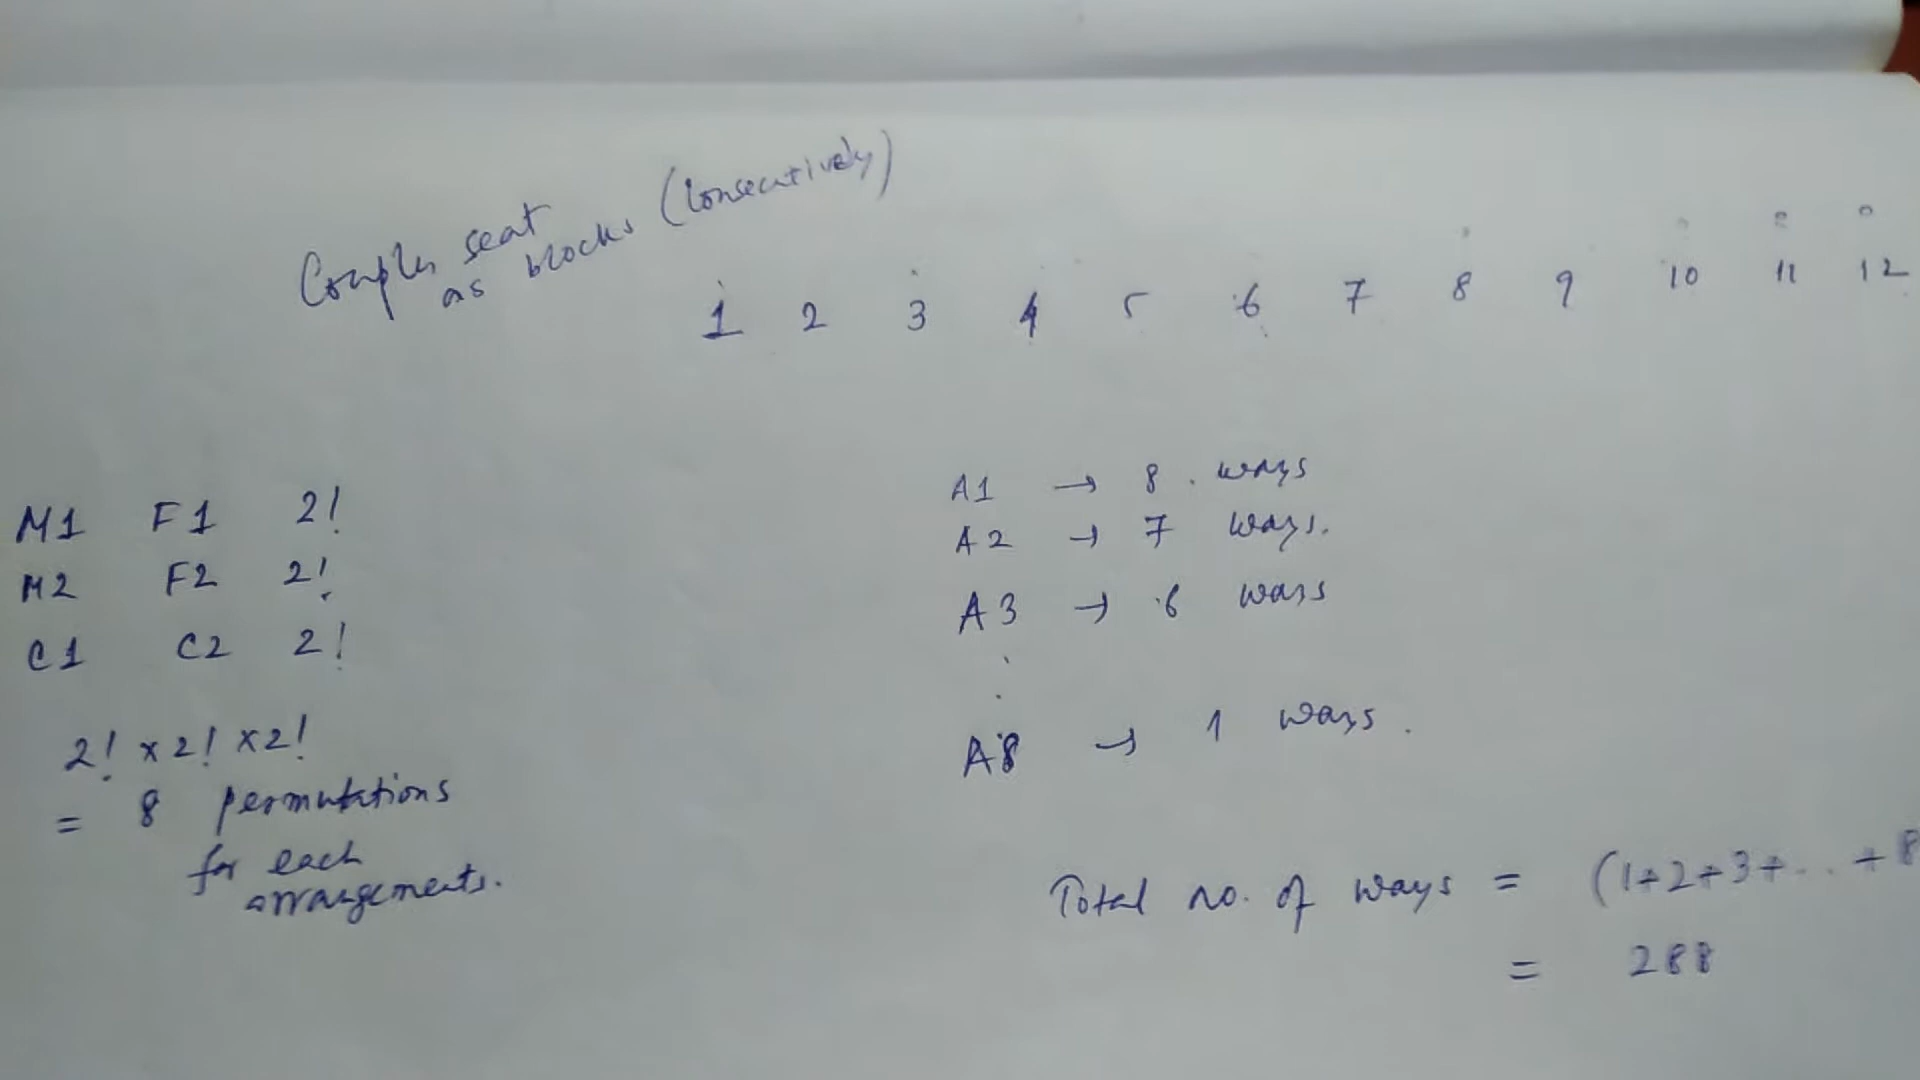 Couples seat
as blocks (Consecutively)
1 2 3 4 5 6 7 8 9 10 11 12
M1 F1 2!
M2 F2 2!
C1 C2 2!
2! x 2! x 2!
= 8 permutations
for each
arrangements.
A1 → 8 ways
A2 → 7 ways.
A3 → 6 ways
.
.
A8 → 1 ways.
Total no. of ways = (1+2+3+...+8
= 288